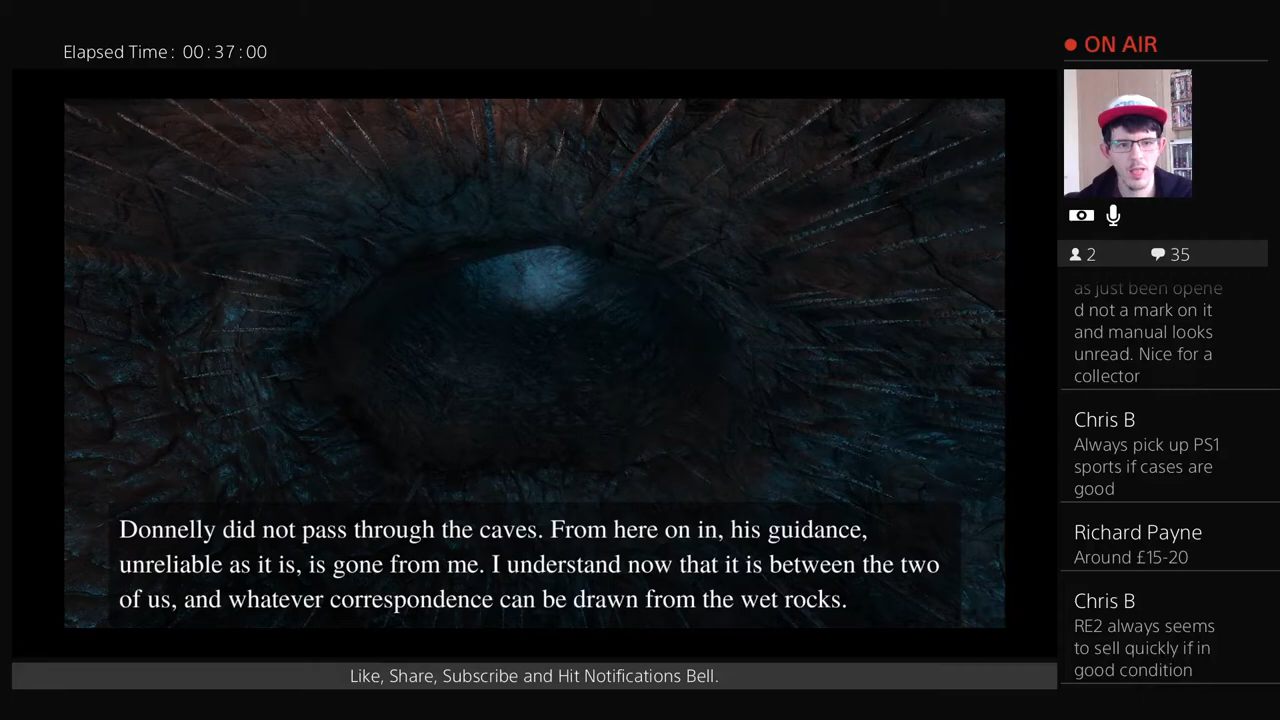 Elapsed Time: 00:37:00
ON AIR
2
35
as just been opene
d not a mark on it
and manual looks
unread. Nice for a
collector
Chris B
Always pick up PS1
sports if cases are
good
Richard Payne
Around £15-20
Chris B
RE2 always seems
to sell quickly if in
good condition
Donnelly did not pass through the caves. From here on in, his guidance,
unreliable as it is, is gone from me. I understand now that it is between the two
of us, and whatever correspondence can be drawn from the wet rocks.
Like, Share, Subscribe and Hit Notifications Bell.